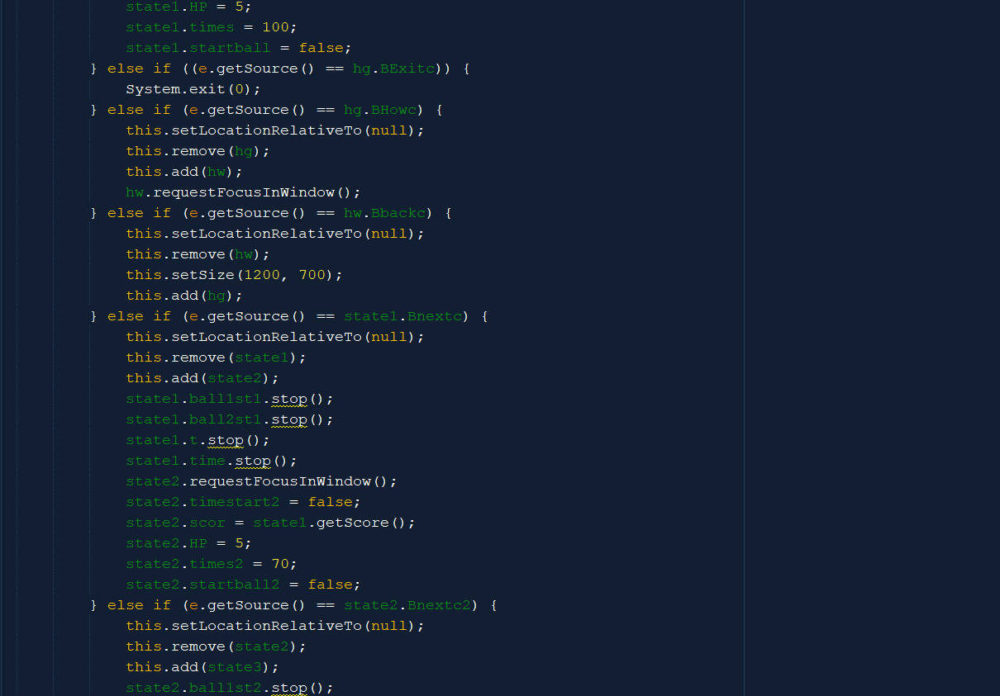 state1.HP = 5;
state1.times = 100;
state1.startball = false;
} else if ((e.getSource() == hg.BExitc)) {
System.exit(0);
} else if (e.getSource() == hg.BHowc) {
this.setLocationRelativeTo(null);
this.remove(hg);
this.add(hw);
hw.requestFocusInWindow();
} else if (e.getSource() == hw.Bbackc) {
this.setLocationRelativeTo(null);
this.remove(hw);
this.setSize(1200, 700);
this.add(hg);
} else if (e.getSource() == state1.Bnextc) {
this.setLocationRelativeTo(null);
this.remove(state1);
this.add(state2);
state1.ball1st1.stop();
state1.ball2st1.stop();
state1.t.stop();
state1.time.stop();
state2.requestFocusInWindow();
state2.timestart2 = false;
state2.scor = state1.getScore();
state2.HP = 5;
state2.times2 = 70;
state2.startball2 = false;
} else if (e.getSource() == state2.Bnextc2) {
this.setLocationRelativeTo(null);
this.remove(state2);
this.add(state3);
state2.ball1st2.stop();